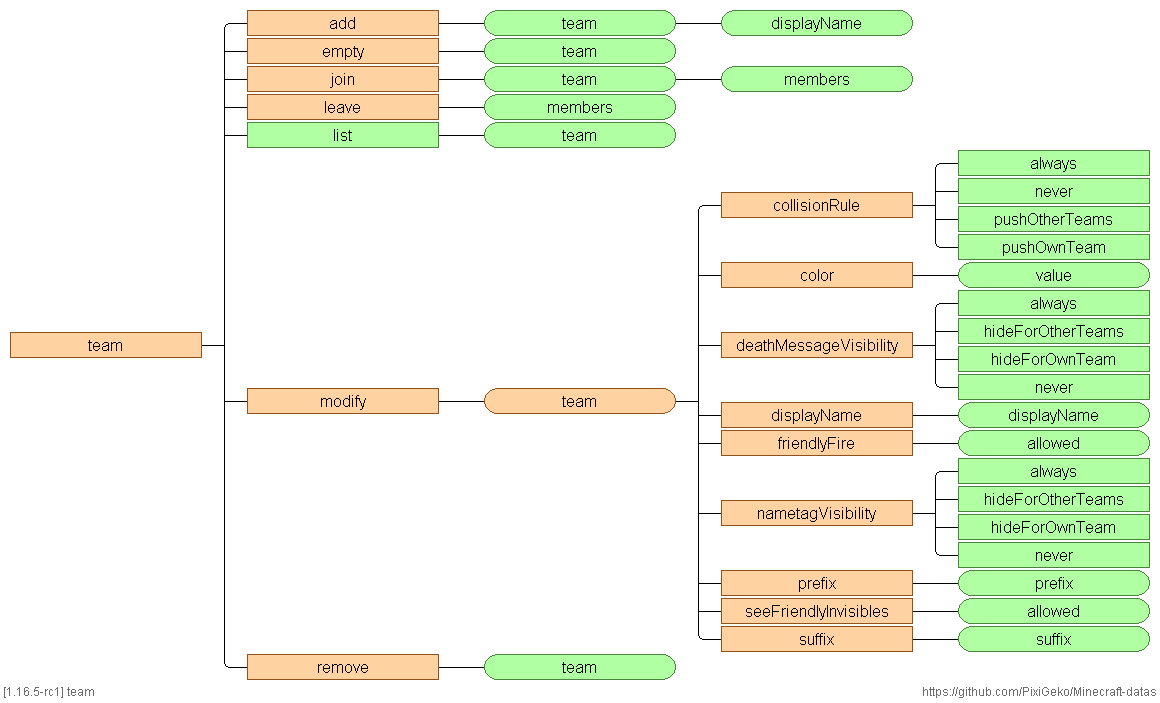 add team displayName
empty team
join team members
leave members
list team
always
never
collisionRule
pushOtherTeams
pushOwnTeam
color value
always
hideForOtherTeams
team deathMessageVisibility
hideForOwnTeam
never
modify team
displayName displayName
friendlyFire allowed
always
hideForOtherTeams
nametagVisibility
hideForOwnTeam
never
prefix prefix
seeFriendlyInvisibles allowed
suffix suffix
remove team
[1.16.5-rc1] team
https://github.com/PixiGeko/Minecraft-datas